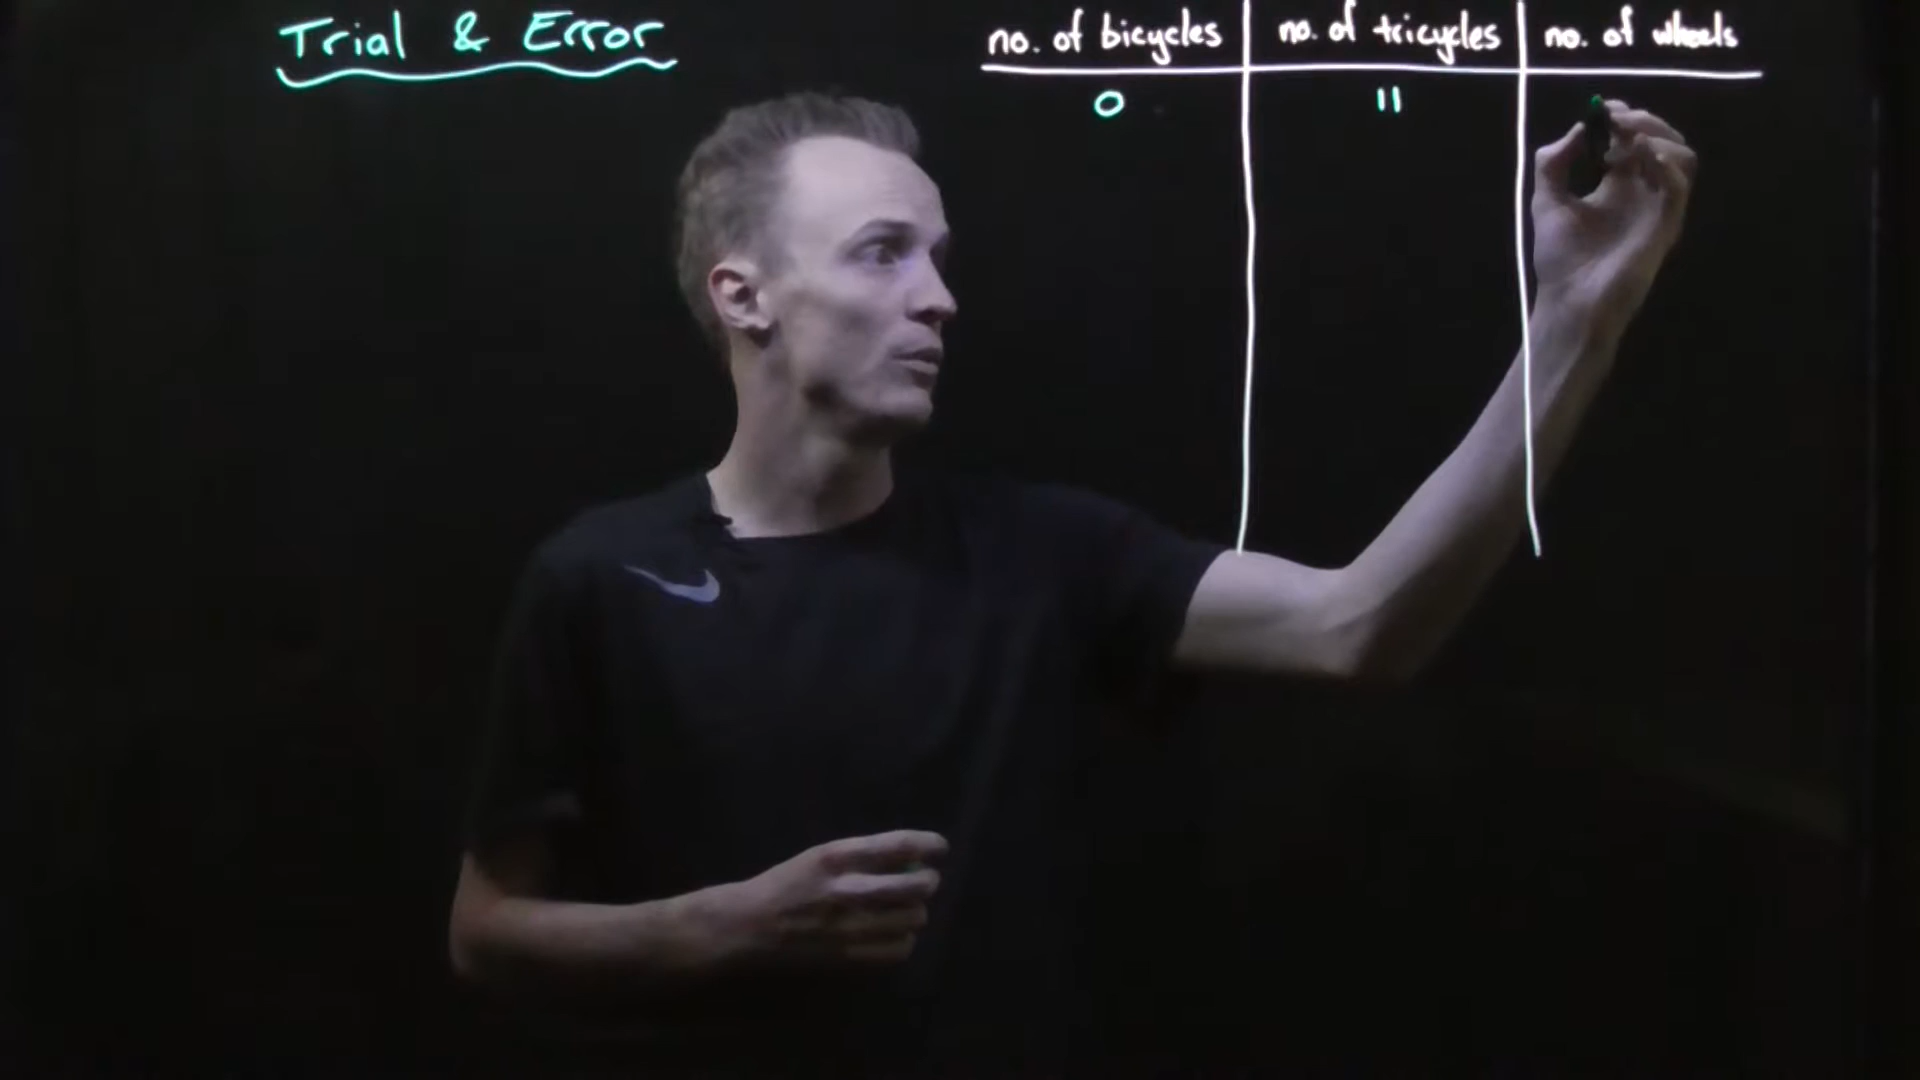 Trial & Error
no. of bicycles no. of tricycles no. of wheels
0 11